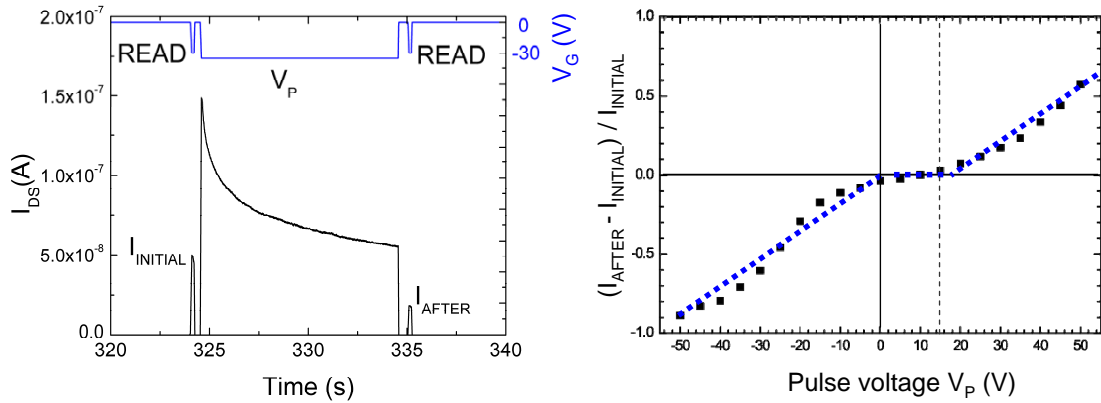 2.0x10⁻⁷
1.5x10⁻⁷
1.0x10⁻⁷
5.0x10⁻⁸
0.0
I_DS(A)
320 325 330 335 340
Time (s)
READ
V_P
READ
I_INITIAL
I_AFTER
0
-30
V_G (V)
1.0
0.5
0.0
-0.5
-1.0
(I_AFTER - I_INITIAL) / I_INITIAL
-50 -40 -30 -20 -10 0 10 20 30 40 50
Pulse voltage V_P (V)